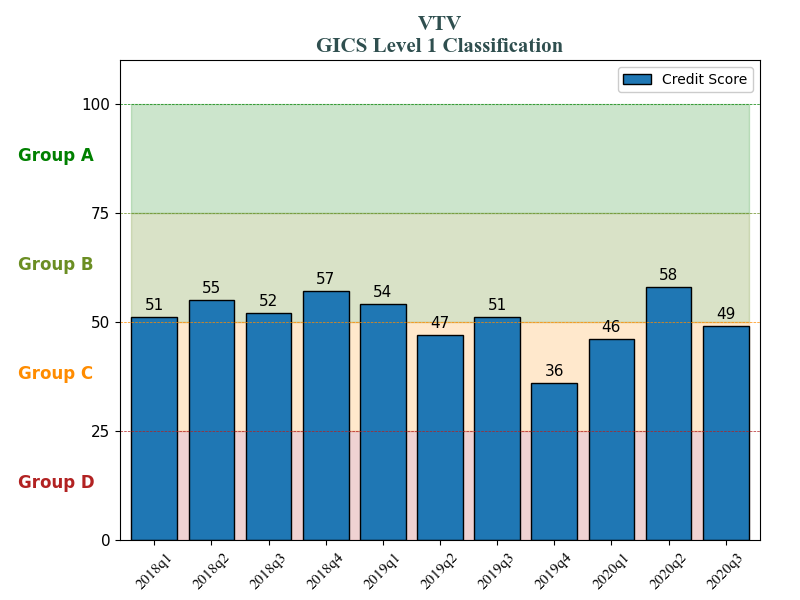 VTV
GICS Level 1 Classification
Credit Score
100
Group A
75
Group B
58
57
55
54
52
51
51
49
50
47
46
Group C
36
25
Group D
0
2018q1 2018q2 2018q3 2018q4 2019q1 2019q2 2019q3 2019q4 2020q1 2020q2 2020q3